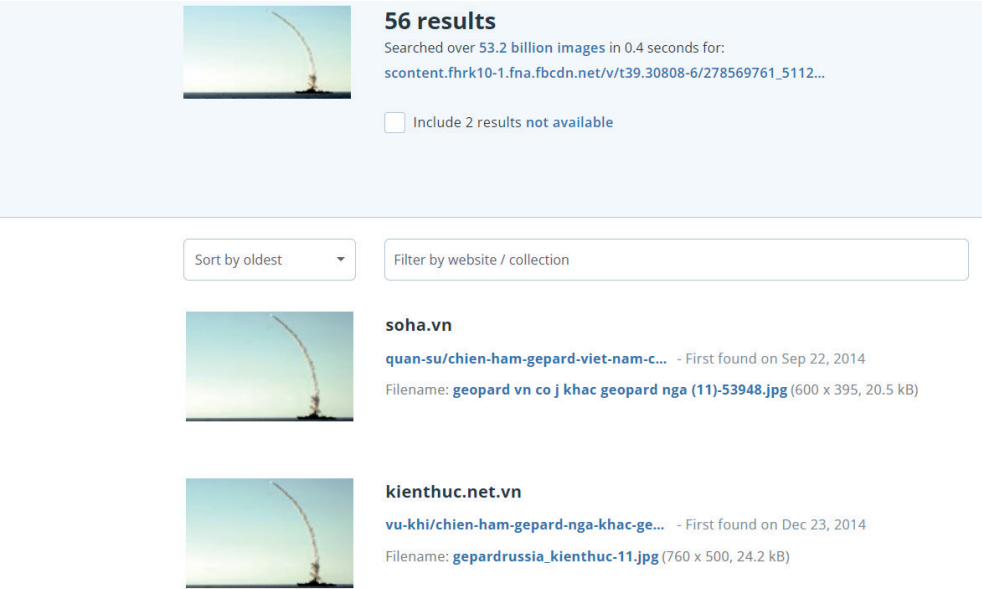 56 results
Searched over 53.2 billion images in 0.4 seconds for:
scontent.fhrk10-1.fna.fbcdn.net/v/t39.30808-6/278569761_5112...
Include 2 results not available
Sort by oldest
Filter by website / collection
soha.vn
quan-su/chien-ham-gepard-viet-nam-c... - First found on Sep 22, 2014
Filename: geopard vn co j khac geopard nga (11)-53948.jpg (600 x 395, 20.5 kB)
kienthuc.net.vn
vu-khi/chien-ham-gepard-nga-khac-ge... - First found on Dec 23, 2014
Filename: gepardrussia_kienthuc-11.jpg (760 x 500, 24.2 kB)